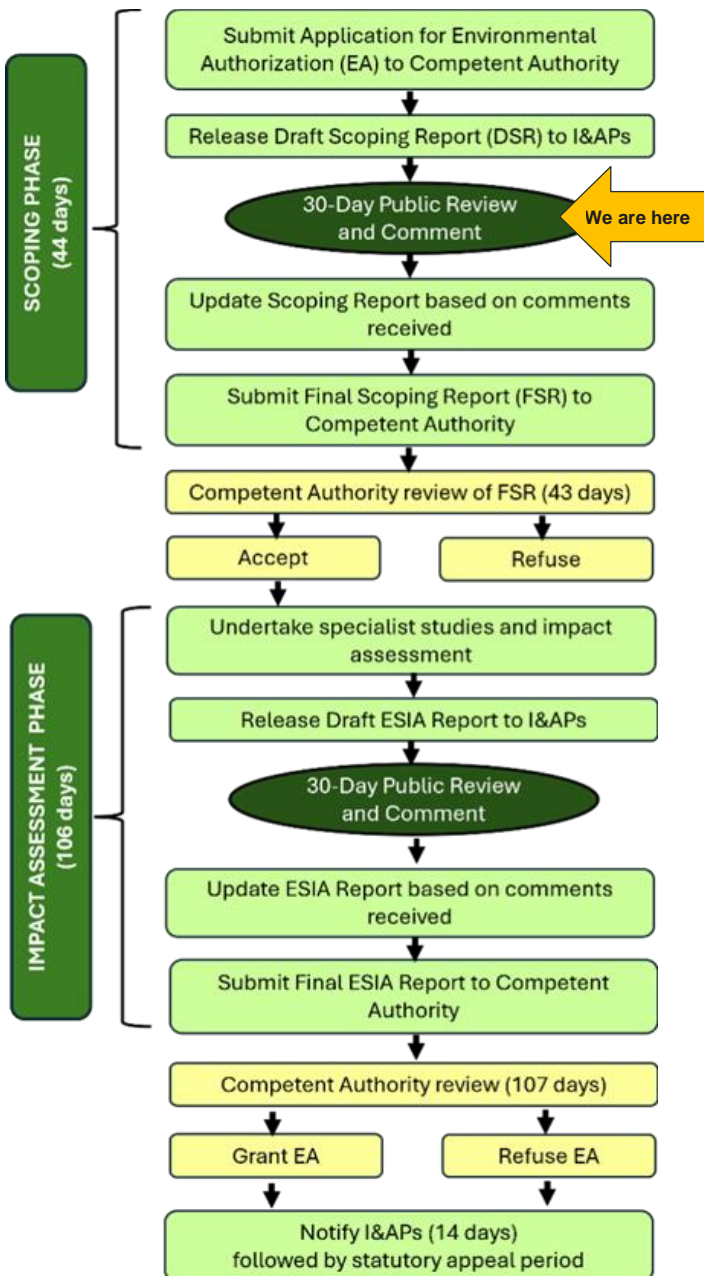 SCOPING PHASE
(44 days)
Submit Application for Environmental
Authorization (EA) to Competent Authority
Release Draft Scoping Report (DSR) to I&APs
30-Day Public Review
and Comment
We are here
Update Scoping Report based on comments
received
Submit Final Scoping Report (FSR) to
Competent Authority
Competent Authority review of FSR (43 days)
Accept
Refuse
IMPACT ASSESSMENT PHASE
(106 days)
Undertake specialist studies and impact
assessment
Release Draft ESIA Report to I&APs
30-Day Public Review
and Comment
Update ESIA Report based on comments
received
Submit Final ESIA Report to Competent
Authority
Competent Authority review (107 days)
Grant EA
Refuse EA
Notify I&APs (14 days)
followed by statutory appeal period